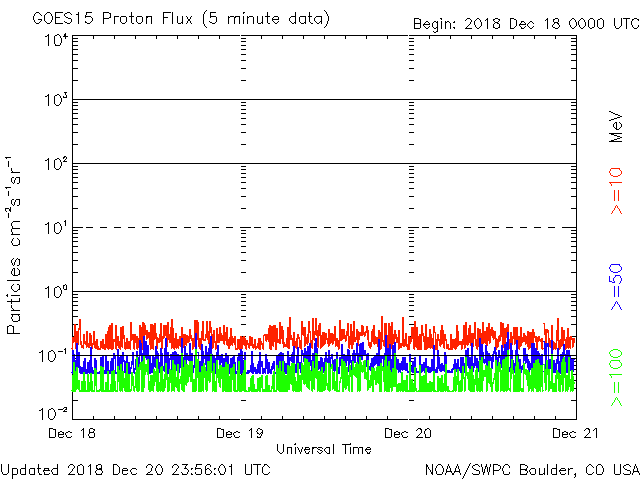 GOES15 Proton Flux (5 minute data)
Begin: 2018 Dec 18 0000 UTC
10⁴
10³
10²
10¹
10⁰
10⁻¹
10⁻²
Particles cm⁻²s⁻¹sr⁻¹
MeV
>=10
>=50
>=100
Dec 18
Dec 19
Dec 20
Dec 21
Universal Time
Updated 2018 Dec 20 23:56:01 UTC
NOAA/SWPC Boulder, CO USA